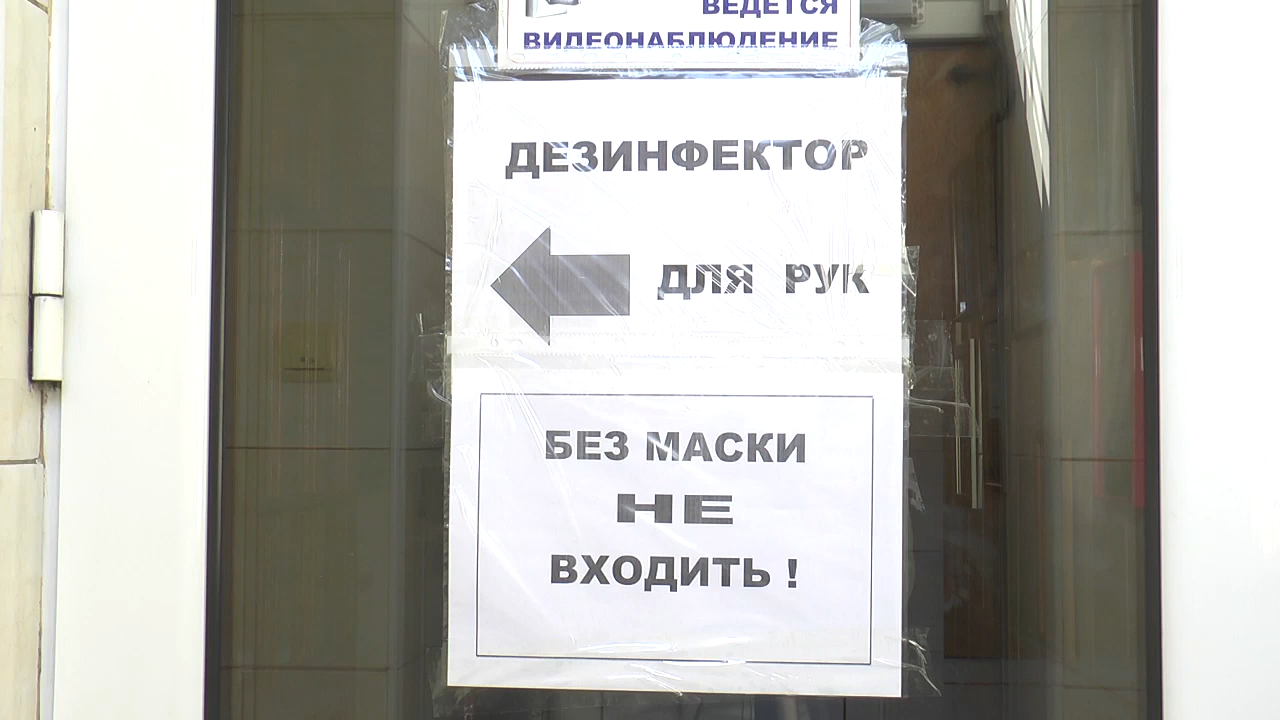 ВЕДЕТСЯ
ВИДЕОНАБЛЮДЕНИЕ
ДЕЗИНФЕКТОР
ДЛЯ РУК
БЕЗ МАСКИ
НЕ
ВХОДИТЬ !